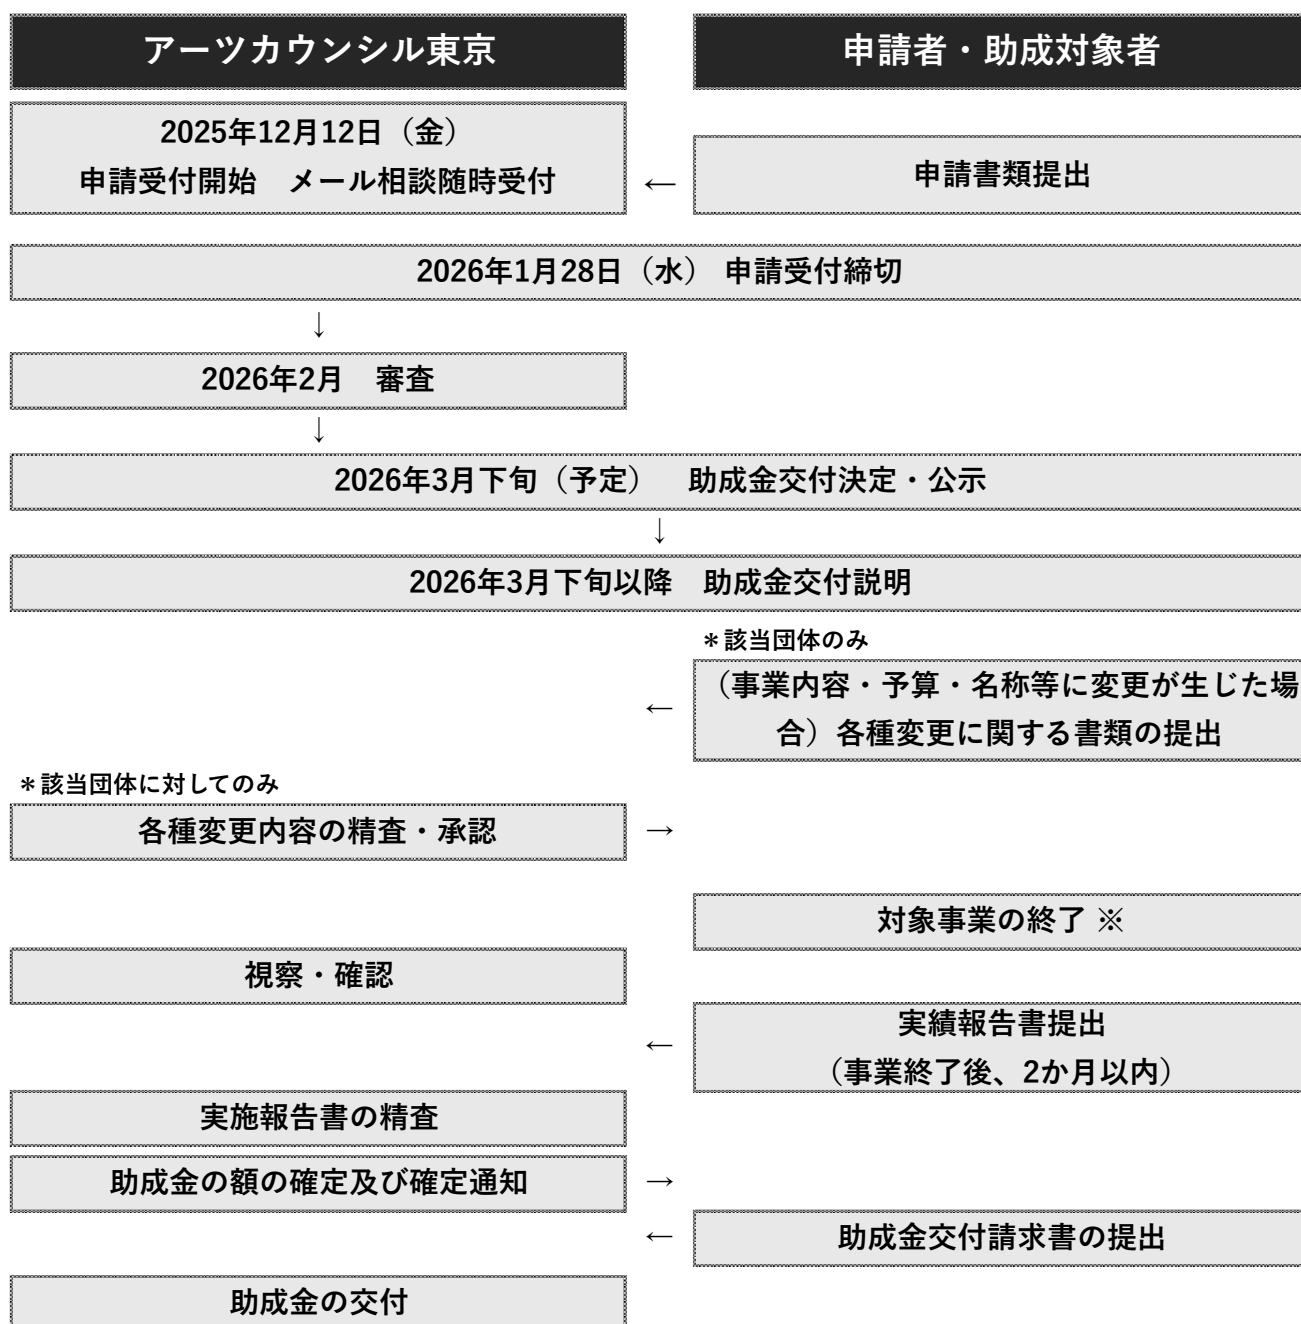 アーツカウンシル東京
申請者・助成対象者
2025年12月12日（金）
申請受付開始　メール相談随時受付
←
申請書類提出
2026年1月28日（水） 申請受付締切
↓
2026年2月　審査
↓
2026年3月下旬（予定）　助成金交付決定・公示
↓
2026年3月下旬以降　助成金交付説明
＊該当団体のみ
←
（事業内容・予算・名称等に変更が生じた場
合）各種変更に関する書類の提出
＊該当団体に対してのみ
各種変更内容の精査・承認
→
対象事業の終了 ※
視察・確認
←
実績報告書提出
（事業終了後、2か月以内）
実施報告書の精査
助成金の額の確定及び確定通知
→
←
助成金交付請求書の提出
助成金の交付